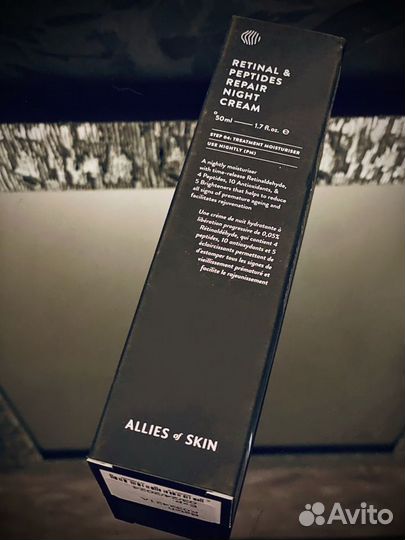 RETINAL &
PEPTIDES
REPAIR
NIGHT
CREAM
50ml — 1.7 fl.oz. ℮
STEP 04: TREATMENT MOISTURISER
USE NIGHTLY (PM)
A nightly moisturiser
with time-release Retinaldehyde,
4 Peptides, 10 Antioxidants, &
5 Brighteners that helps to reduce
all signs of premature ageing and
facilitates rejuvenation
Une crème de nuit hydratante à
libération progressive de 0,05%
Rétinaldéhyde, qui contient 4
peptides, 10 antioxydants et 5
éclaircissants permettant de
d'estomper tous les signes de
vieillissement prématuré et
facilite le rajeunissement
ALLIES of SKIN
Avito